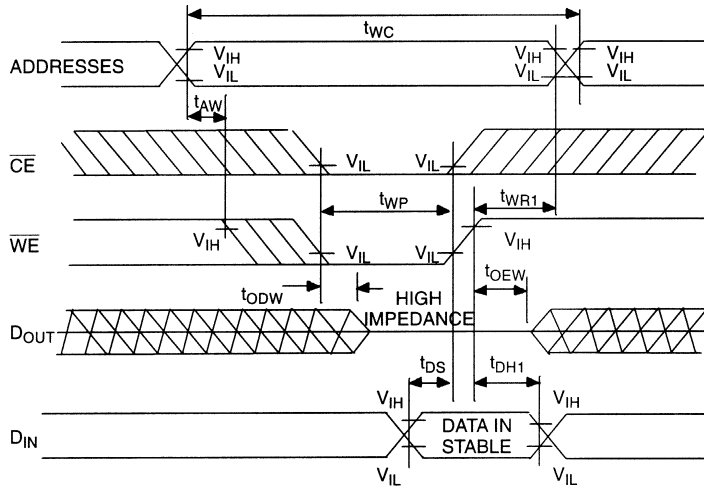 tWC
ADDRESSES
VIH
VIL
VIH
VIL
VIH
VIL
tAW
CE
VIL
VIL
tWP
tWR1
WE
VIH
VIL
VIL
VIH
tODW
HIGH
IMPEDANCE
tOEW
DOUT
tDS
tDH1
VIH
VIH
DIN
DATA IN
STABLE
VIL
VIL